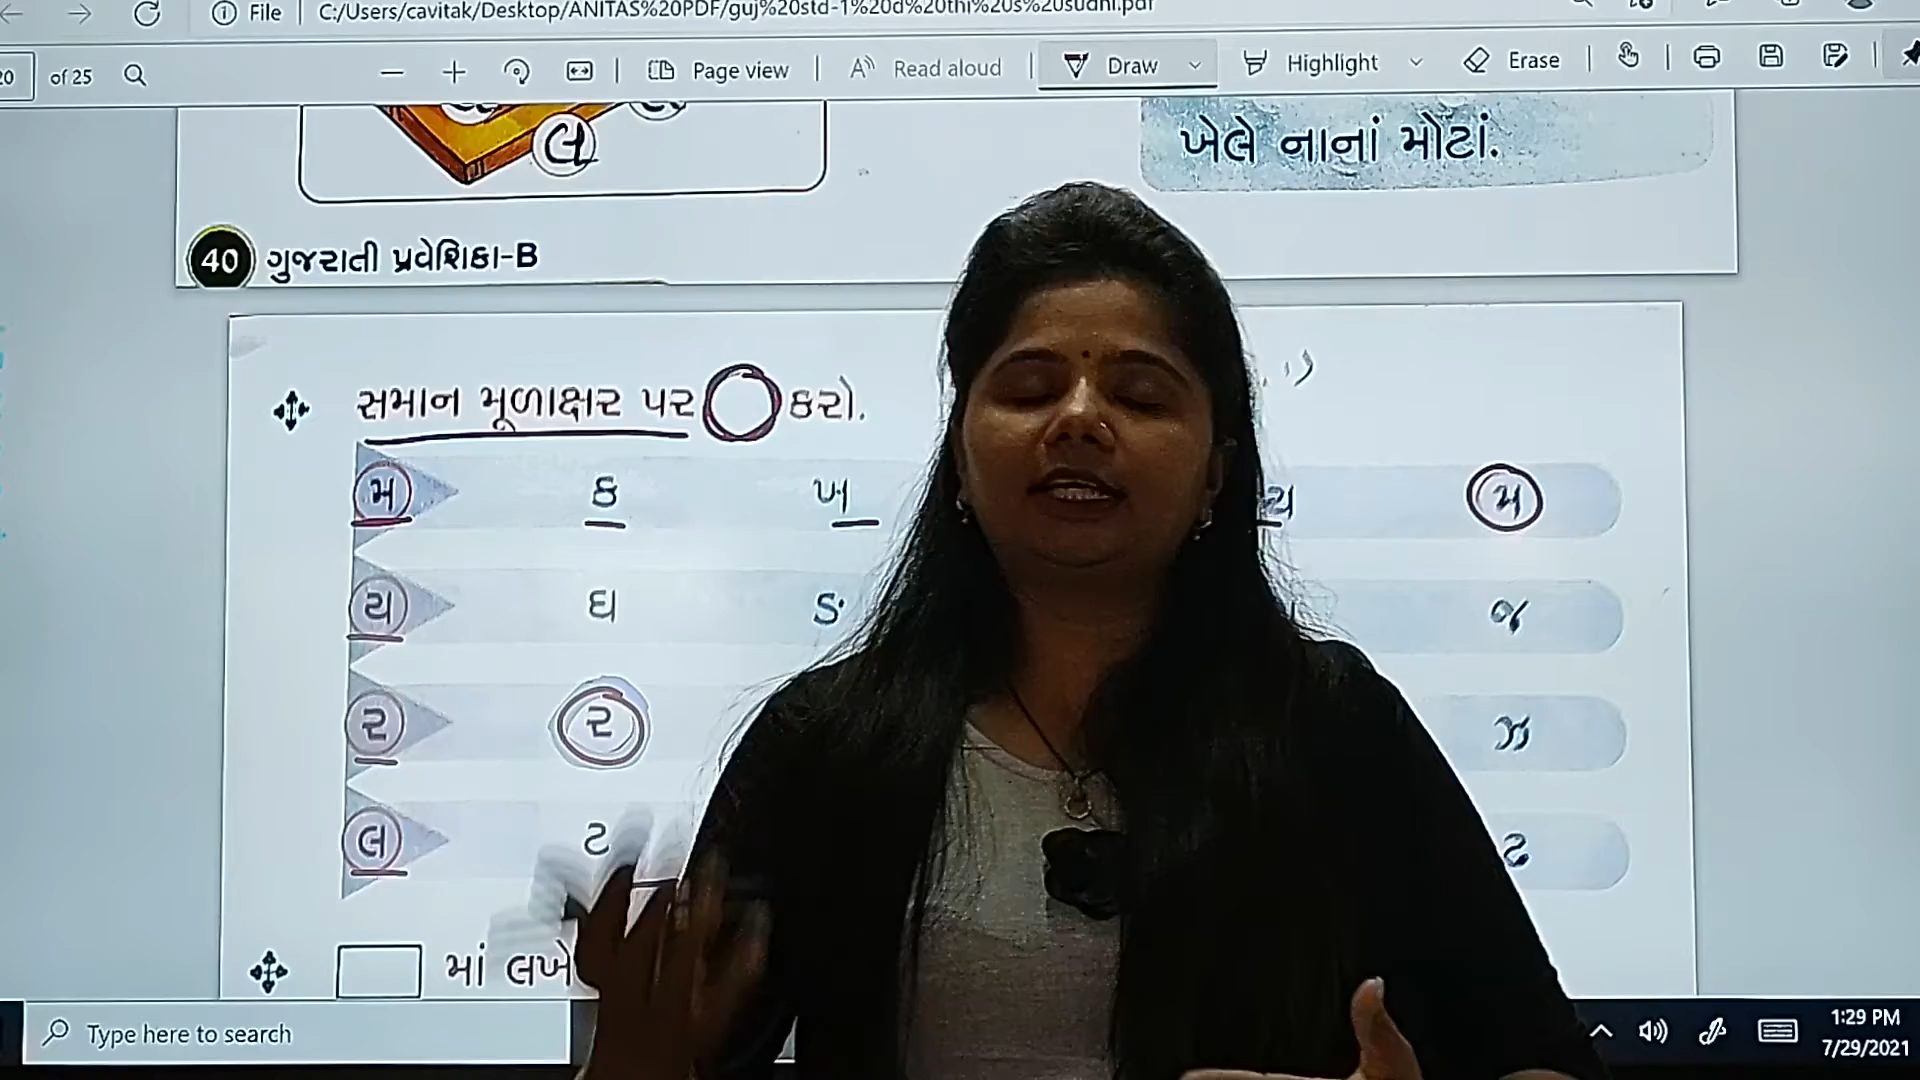 File C:/Users/cavitak/Desktop/ANITAS%20PDF/guj%20std-1%20d%20thi%20s%20sudhi.pdf
20 of 25 Page view Read aloud Draw Highlight Erase
લ
ખેલે નાનાં મોટાં.
40 ગુજરાતી પ્રવેશિકા-B
સમાન મૂળાક્ષર પર કરો.
મ ક ખ ય મ
ય ઘ ઙ જ
ર ર ઝ
લ ટ ઢ
માં લખો
Type here to search
1:29 PM
7/29/2021